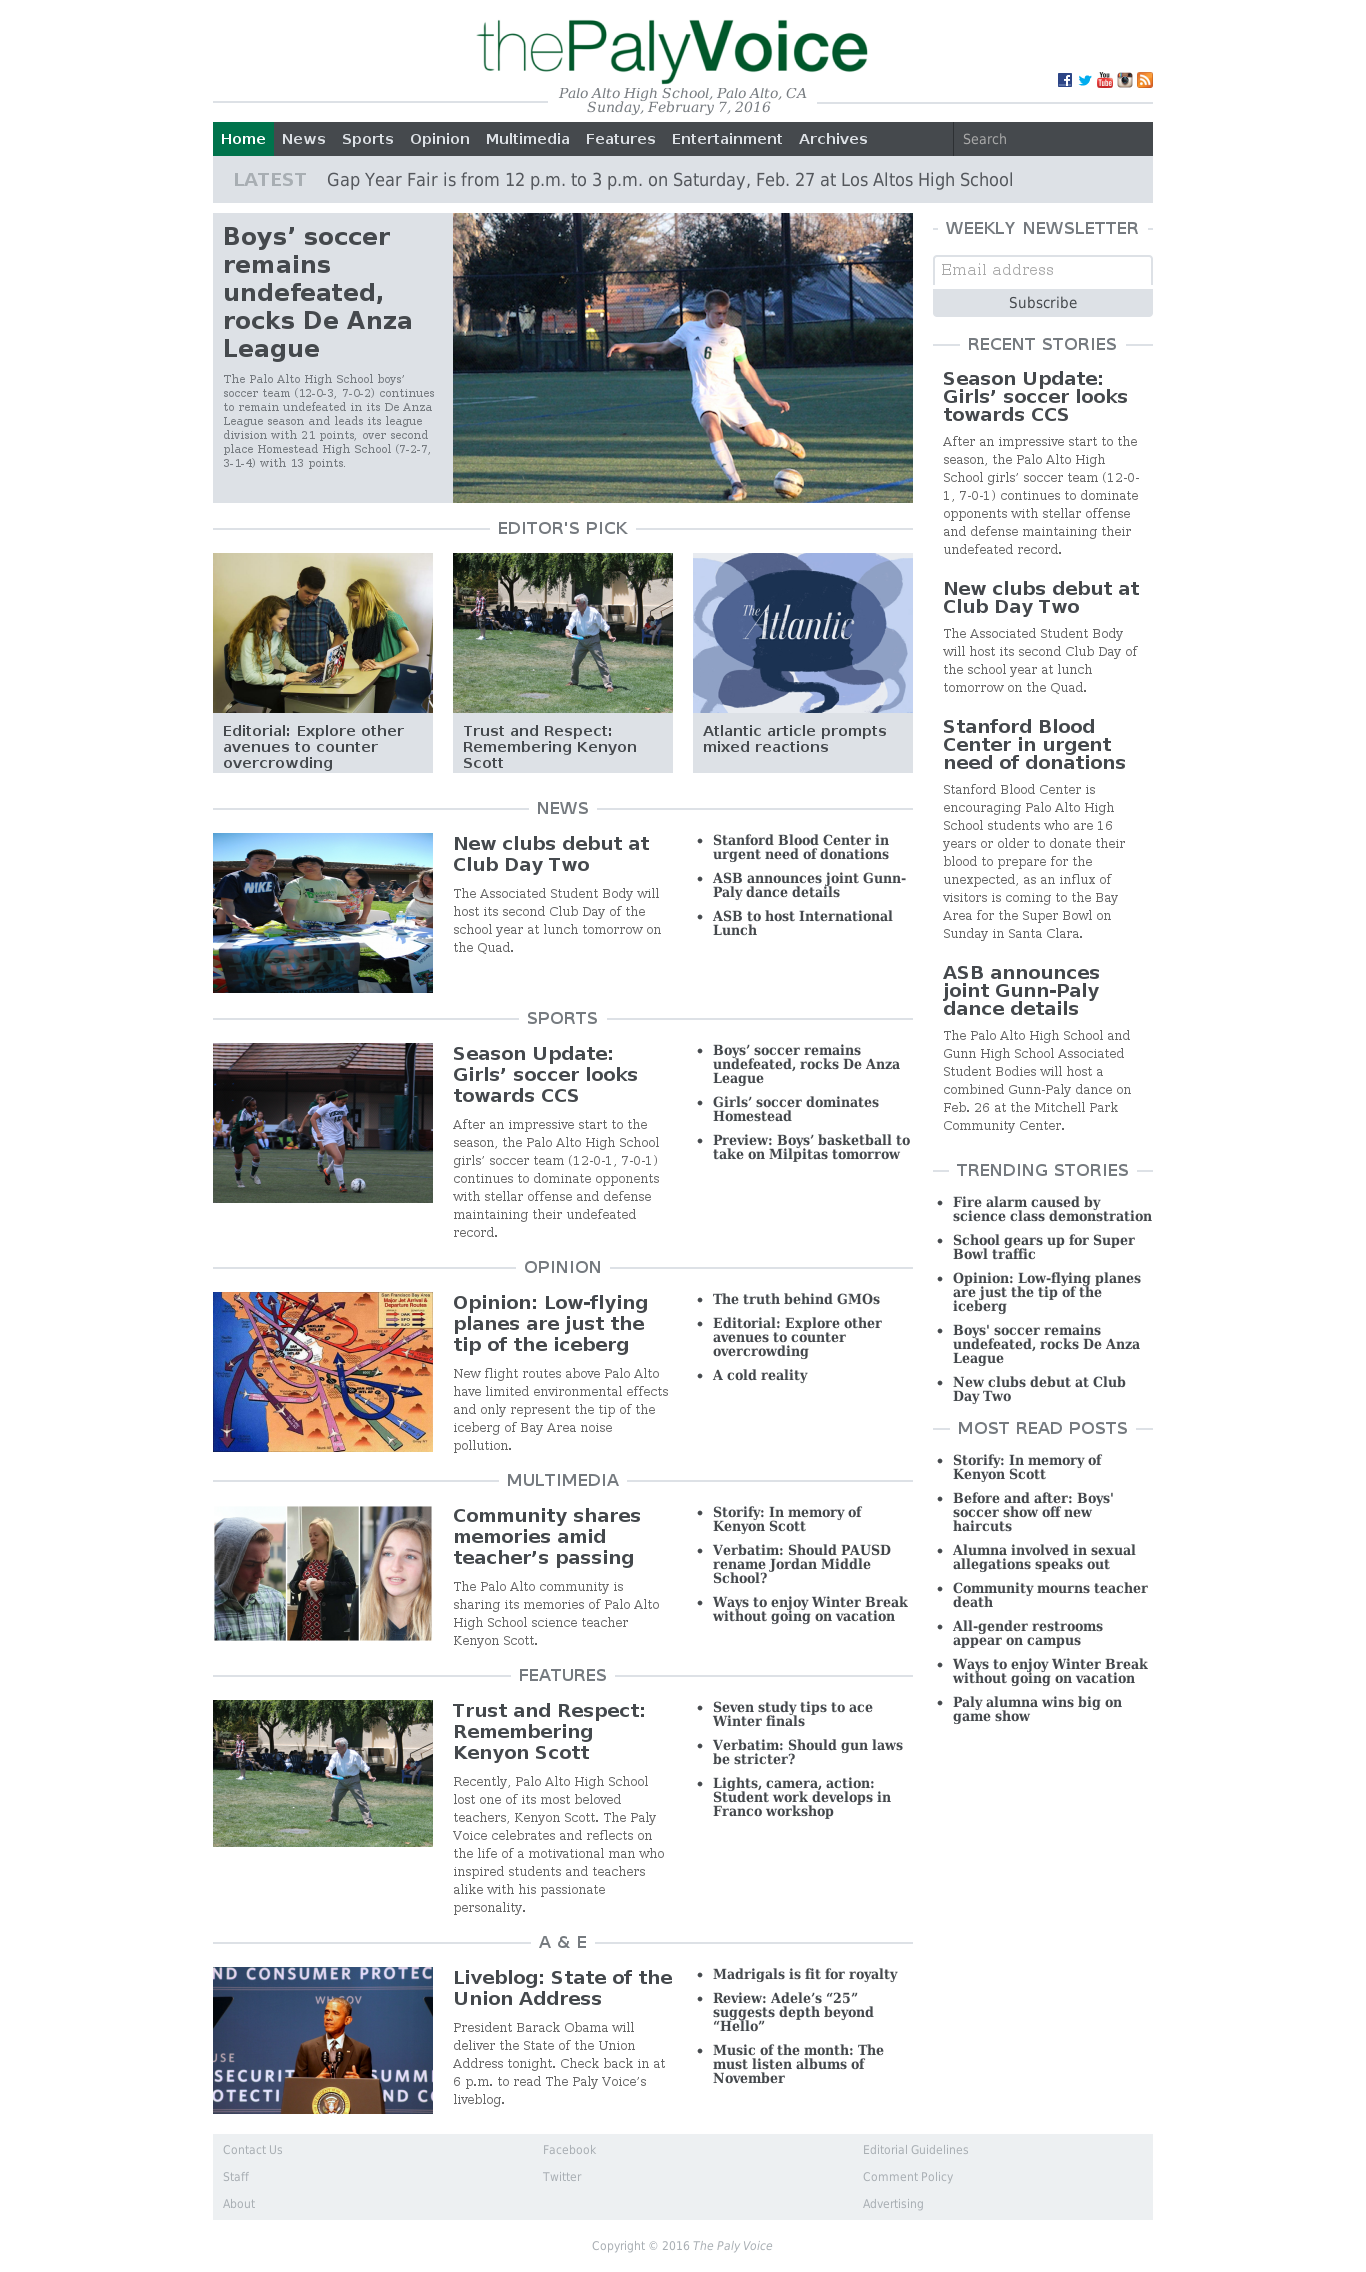 thePalyVoice
Palo Alto High School, Palo Alto, CA
Sunday, February 7, 2016
Home News Sports Opinion Multimedia Features Entertainment Archives Search
LATEST Gap Year Fair is from 12 p.m. to 3 p.m. on Saturday, Feb. 27 at Los Altos High School
Boys’ soccer
remains
undefeated,
rocks De Anza
League
The Palo Alto High School boys’
soccer team (12-0-3, 7-0-2) continues
to remain undefeated in its De Anza
League season and leads its league
division with 21 points, over second
place Homestead High School (7-2-7,
3-1-4) with 13 points.
6
EDITOR'S PICK
The Atlantic
Editorial: Explore other
avenues to counter
overcrowding
Trust and Respect:
Remembering Kenyon
Scott
Atlantic article prompts
mixed reactions
NEWS
NIKE
New clubs debut at
Club Day Two
The Associated Student Body will
host its second Club Day of the
school year at lunch tomorrow on
the Quad.
Stanford Blood Center in
urgent need of donations
ASB announces joint Gunn-
Paly dance details
ASB to host International
Lunch
SPORTS
Season Update:
Girls’ soccer looks
towards CCS
After an impressive start to the
season, the Palo Alto High School
girls’ soccer team (12-0-1, 7-0-1)
continues to dominate opponents
with stellar offense and defense
maintaining their undefeated
record.
Boys’ soccer remains
undefeated, rocks De Anza
League
Girls’ soccer dominates
Homestead
Preview: Boys’ basketball to
take on Milpitas tomorrow
OPINION
San Francisco Bay Area
Major Jet Arrival &
Departure Routes
Opinion: Low-flying
planes are just the
tip of the iceberg
New flight routes above Palo Alto
have limited environmental effects
and only represent the tip of the
iceberg of Bay Area noise
pollution.
The truth behind GMOs
Editorial: Explore other
avenues to counter
overcrowding
A cold reality
MULTIMEDIA
Community shares
memories amid
teacher’s passing
The Palo Alto community is
sharing its memories of Palo Alto
High School science teacher
Kenyon Scott.
Storify: In memory of
Kenyon Scott
Verbatim: Should PAUSD
rename Jordan Middle
School?
Ways to enjoy Winter Break
without going on vacation
FEATURES
Trust and Respect:
Remembering
Kenyon Scott
Recently, Palo Alto High School
lost one of its most beloved
teachers, Kenyon Scott. The Paly
Voice celebrates and reflects on
the life of a motivational man who
inspired students and teachers
alike with his passionate
personality.
Seven study tips to ace
Winter finals
Verbatim: Should gun laws
be stricter?
Lights, camera, action:
Student work develops in
Franco workshop
A & E
ND CONSUMER PROTEC
WH.GOV
USE
SECURIT SUMM
OTECTI ND CO
Liveblog: State of the
Union Address
President Barack Obama will
deliver the State of the Union
Address tonight. Check back in at
6 p.m. to read The Paly Voice’s
liveblog.
Madrigals is fit for royalty
Review: Adele’s “25”
suggests depth beyond
“Hello”
Music of the month: The
must listen albums of
November
WEEKLY NEWSLETTER
Email address
Subscribe
RECENT STORIES
Season Update:
Girls’ soccer looks
towards CCS
After an impressive start to the
season, the Palo Alto High
School girls’ soccer team (12-0-
1, 7-0-1) continues to dominate
opponents with stellar offense
and defense maintaining their
undefeated record.
New clubs debut at
Club Day Two
The Associated Student Body
will host its second Club Day of
the school year at lunch
tomorrow on the Quad.
Stanford Blood
Center in urgent
need of donations
Stanford Blood Center is
encouraging Palo Alto High
School students who are 16
years or older to donate their
blood to prepare for the
unexpected, as an influx of
visitors is coming to the Bay
Area for the Super Bowl on
Sunday in Santa Clara.
ASB announces
joint Gunn-Paly
dance details
The Palo Alto High School and
Gunn High School Associated
Student Bodies will host a
combined Gunn-Paly dance on
Feb. 26 at the Mitchell Park
Community Center.
TRENDING STORIES
Fire alarm caused by
science class demonstration
School gears up for Super
Bowl traffic
Opinion: Low-flying planes
are just the tip of the
iceberg
Boys' soccer remains
undefeated, rocks De Anza
League
New clubs debut at Club
Day Two
MOST READ POSTS
Storify: In memory of
Kenyon Scott
Before and after: Boys'
soccer show off new
haircuts
Alumna involved in sexual
allegations speaks out
Community mourns teacher
death
All-gender restrooms
appear on campus
Ways to enjoy Winter Break
without going on vacation
Paly alumna wins big on
game show
Contact Us Facebook Editorial Guidelines
Staff Twitter Comment Policy
About Advertising
Copyright © 2016 The Paly Voice